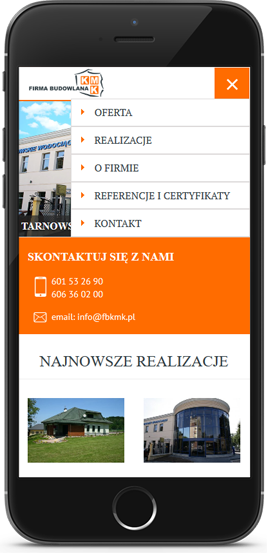 FIRMA BUDOWLANA
KMK
OFERTA
REALIZACJE
O FIRMIE
REFERENCJE I CERTYFIKATY
KONTAKT
TARNOWS
SKONTAKTUJ SIĘ Z NAMI
601 53 26 90
606 36 02 00
email: info@fbkmk.pl
NAJNOWSZE REALIZACJE